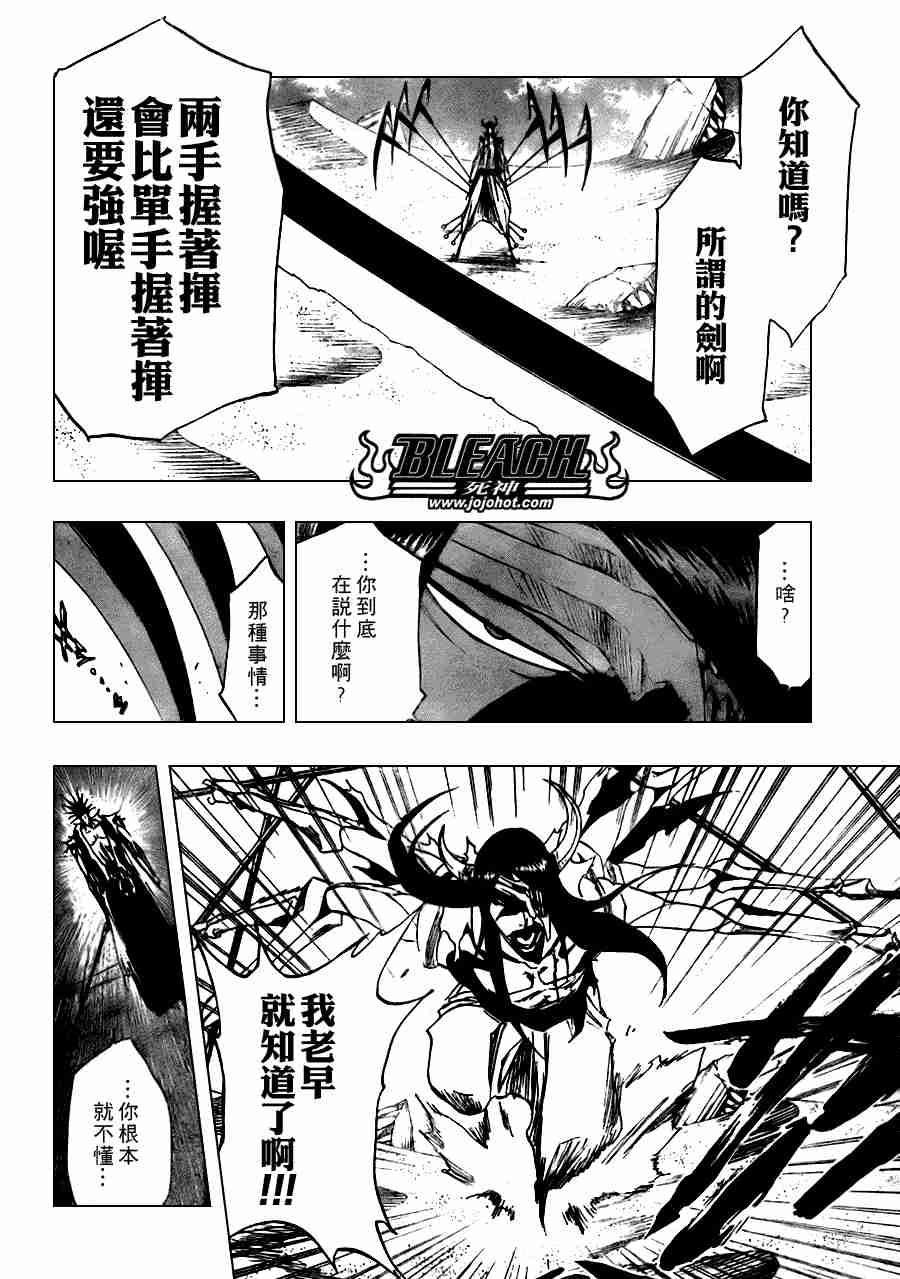 你知道嗎？
所謂的劍啊
兩手握著揮
會比單手握著揮
還要強喔
BLEACH
死神
www.jojohot.com
…啥？
…你到底
在説什麼啊？
那種事情…
我老早
就知道了啊!!!
…你根本
就不懂…